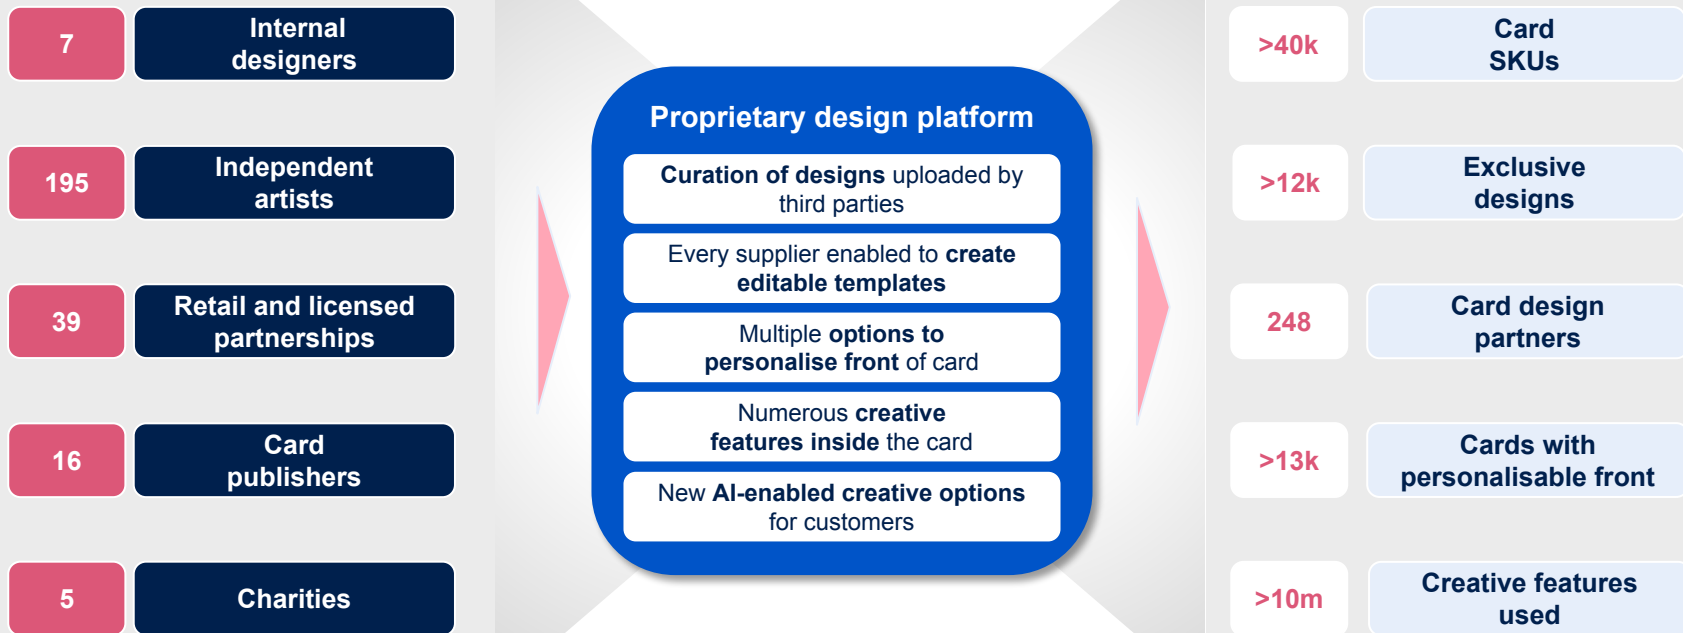 7
Internal
designers
195
Independent
artists
39
Retail and licensed
partnerships
16
Card
publishers
5
Charities
Proprietary design platform
Curation of designs uploaded by
third parties
Every supplier enabled to create
editable templates
Multiple options to
personalise front of card
Numerous creative
features inside the card
New AI-enabled creative options
for customers
>40k
Card
SKUs
>12k
Exclusive
designs
248
Card design
partners
>13k
Cards with
personalisable front
>10m
Creative features
used